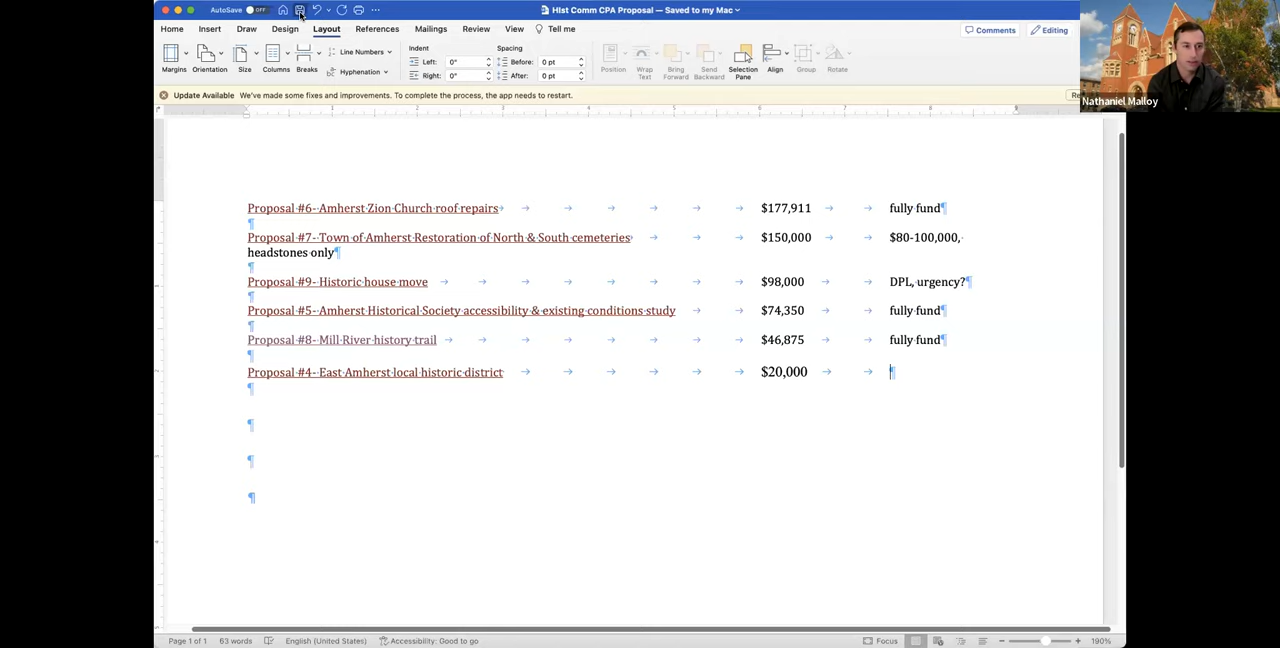 AutoSave OFF HIst Comm CPA Proposal — Saved to my Mac
Home Insert Draw Design Layout References Mailings Review View Tell me Comments Editing
Margins Orientation Size Columns Breaks Line Numbers Hyphenation
Indent Left: 0" Right: 0"
Spacing Before: 0 pt After: 0 pt
Position Wrap Text Bring Forward Send Backward Selection Pane Align Group Rotate
Update Available We've made some fixes and improvements. To complete the process, the app needs to restart.
Nathaniel Malloy
Proposal #6- Amherst Zion Church roof repairs $177,911 fully fund
Proposal #7- Town of Amherst Restoration of North & South cemeteries $150,000 $80-100,000,
headstones only
Proposal #9- Historic house move $98,000 DPL, urgency?
Proposal #5- Amherst Historical Society accessibility & existing conditions study $74,350 fully fund
Proposal #8- Mill River history trail $46,875 fully fund
Proposal #4- East Amherst local historic district $20,000
Page 1 of 1 63 words English (United States) Accessibility: Good to go Focus 190%